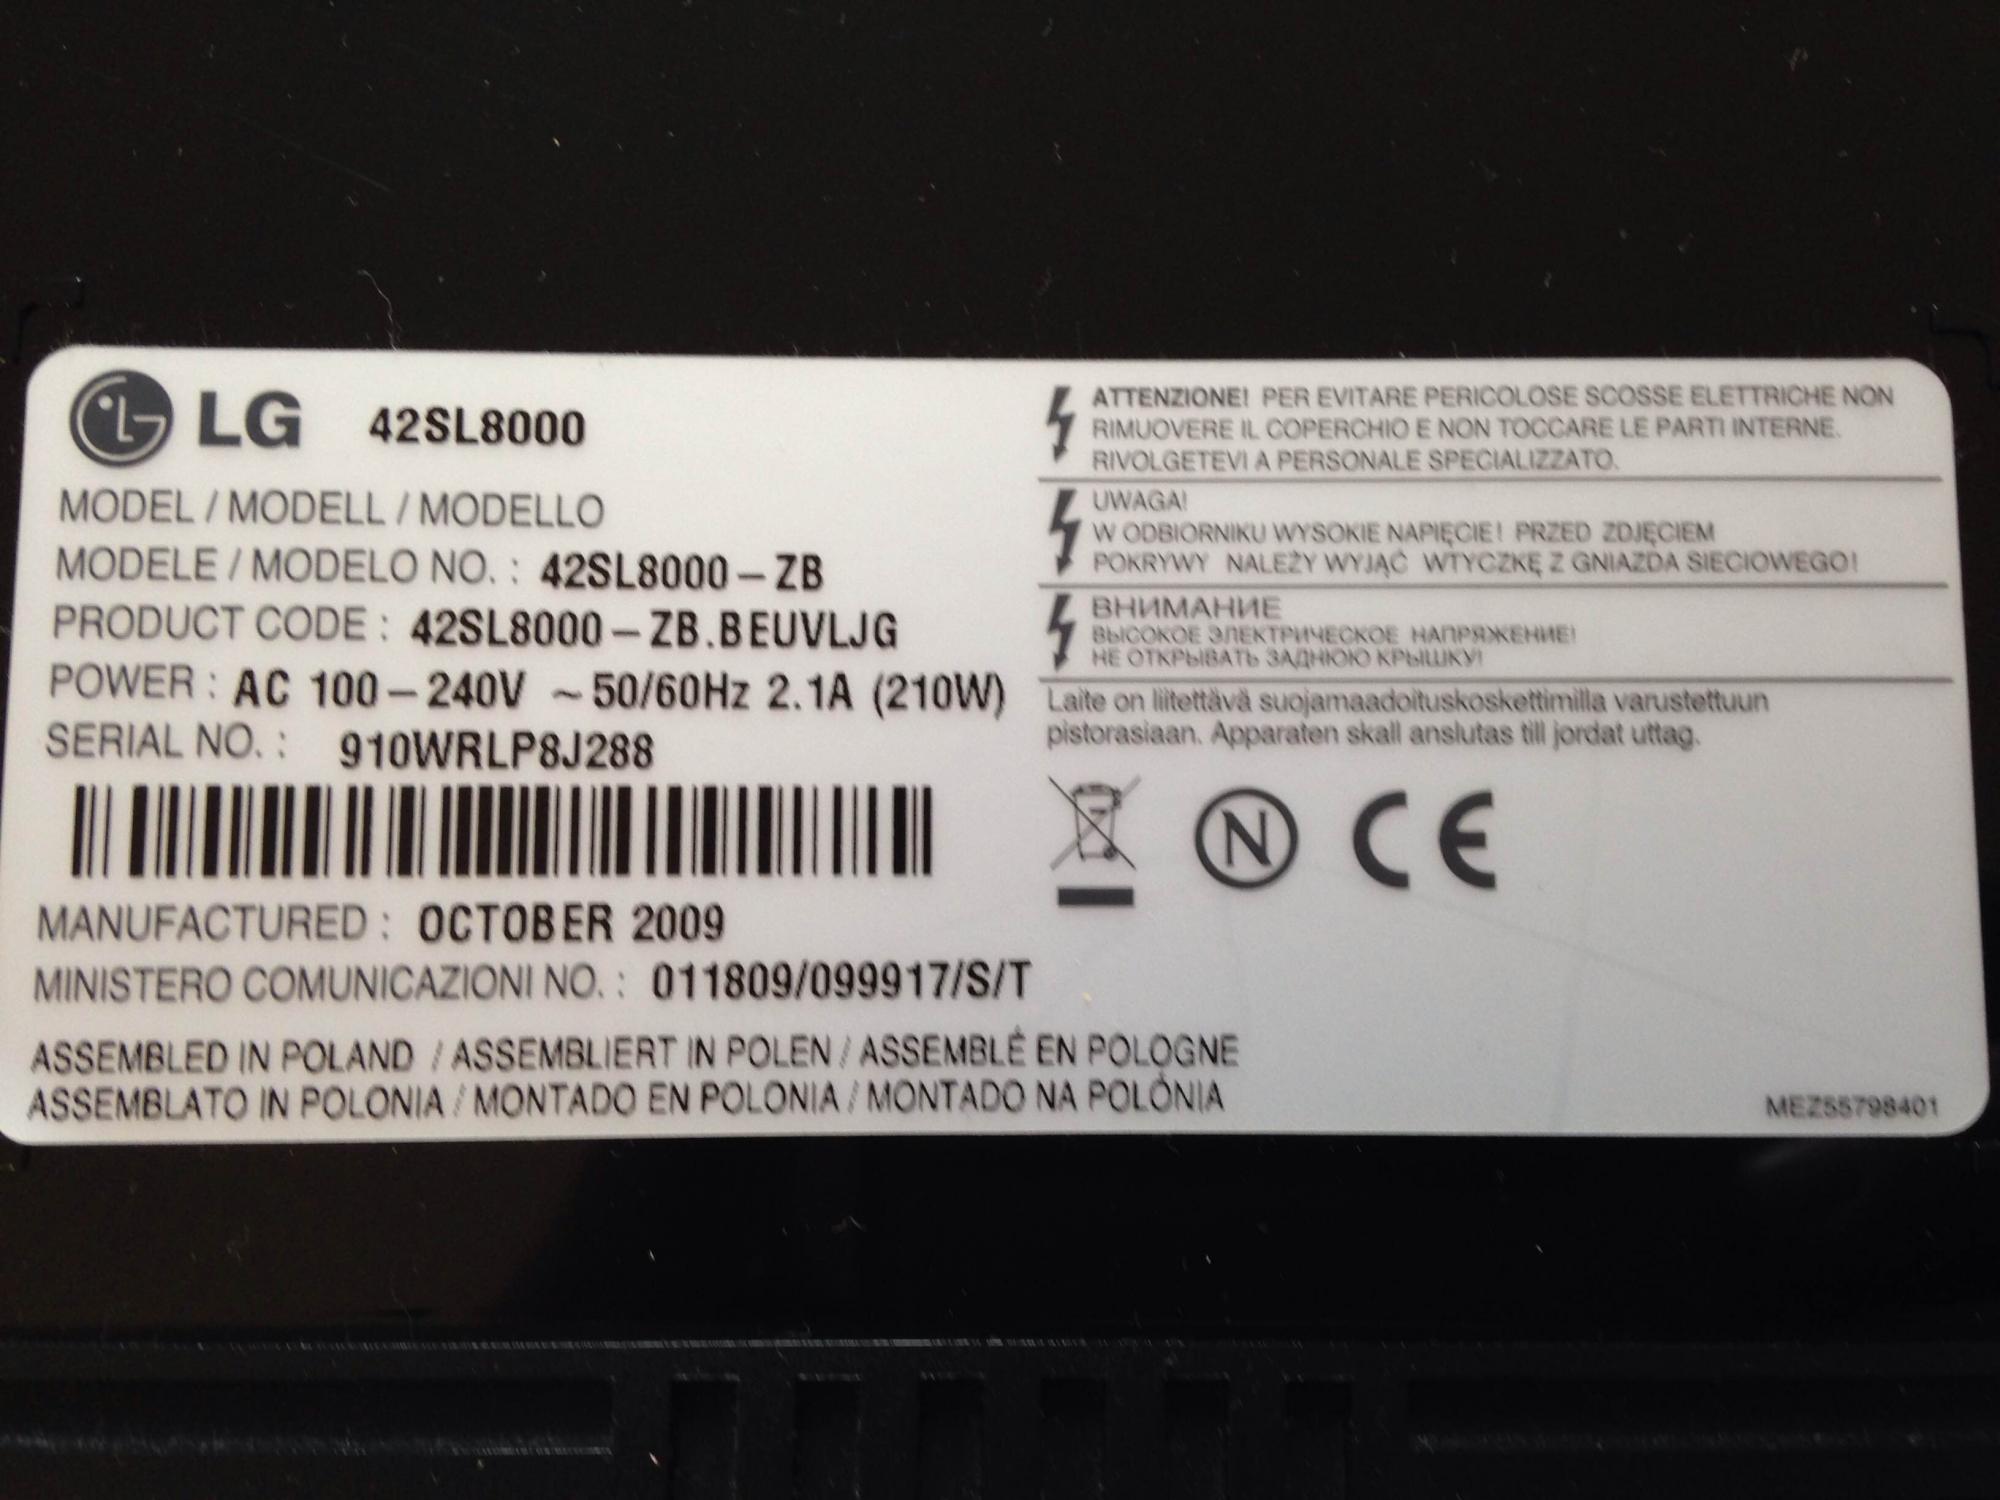 LG 42SL8000
MODEL / MODELL / MODELLO
MODELE / MODELO NO. : 42SL8000 – ZB
PRODUCT CODE : 42SL8000 – ZB.BEUVLJG
POWER : AC 100 – 240V ~ 50/60Hz 2.1A (210W)
SERIAL NO. : 910WRLP8J288
MANUFACTURED : OCTOBER 2009
MINISTERO COMUNICAZIONI NO. : 011809/099917/S/T
ASSEMBLED IN POLAND / ASSEMBLIERT IN POLEN / ASSEMBLÉ EN POLOGNE
ASSEMBLATO IN POLONIA / MONTADO EN POLONIA / MONTADO NA POLÓNIA
ATTENZIONE! PER EVITARE PERICOLOSE SCOSSE ELETTRICHE NON
RIMUOVERE IL COPERCHIO E NON TOCCARE LE PARTI INTERNE.
RIVOLGETEVI A PERSONALE SPECIALIZZATO.
UWAGA!
W ODBIORNIKU WYSOKIE NAPIĘCIE! PRZED ZDJĘCIEM
POKRYWY NALEŻY WYJĄĆ WTYCZKĘ Z GNIAZDA SIECIOWEGO!
ВНИМАНИЕ
ВЫСОКОЕ ЭЛЕКТРИЧЕСКОЕ НАПРЯЖЕНИЕ!
НЕ ОТКРЫВАТЬ ЗАДНЮЮ КРЫШКУ!
Laite on liitettävä suojamaadoituskoskettimilla varustettuun
pistorasiaan. Apparaten skall anslutas till jordat uttag.
N CE
MEZ55798401